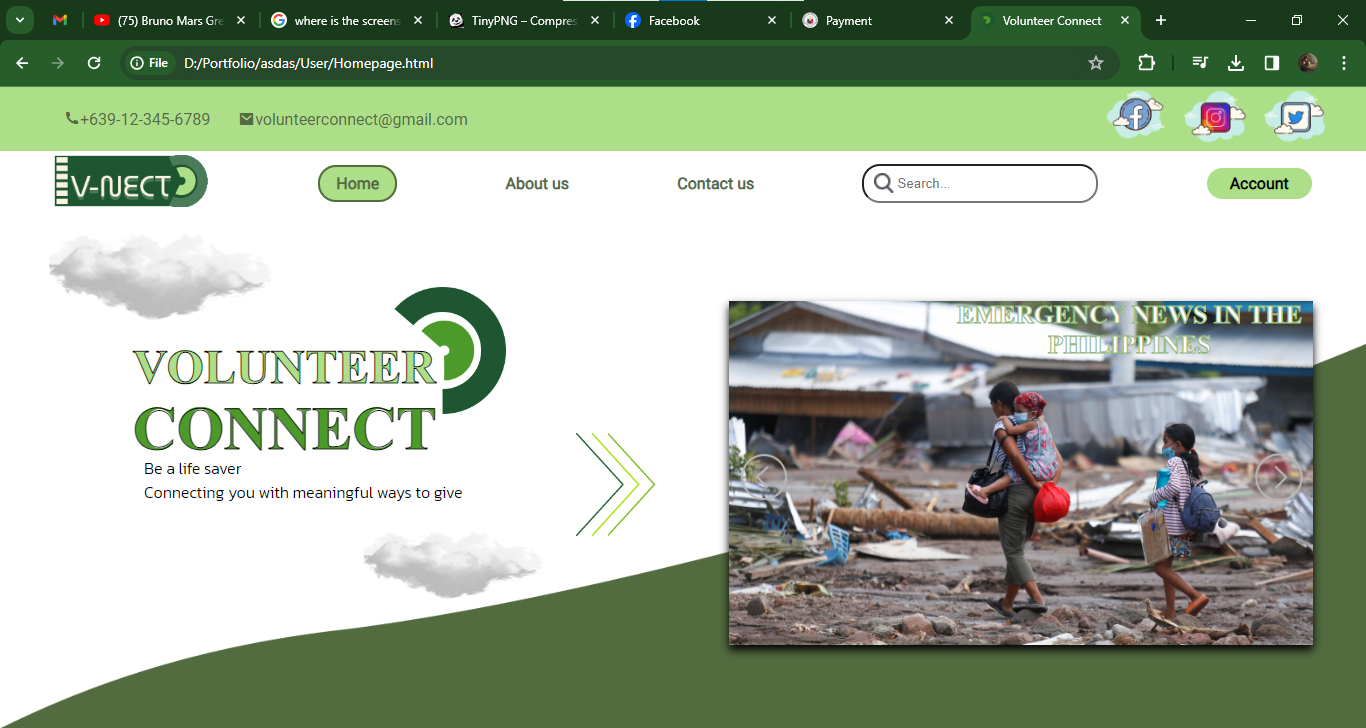 (75) Bruno Mars Gre
where is the screens
TinyPNG – Compres
Facebook
Payment
Volunteer Connect
File
D:/Portfolio/asdas/User/Homepage.html
+639-12-345-6789
volunteerconnect@gmail.com
V-NECT
Home
About us
Contact us
Search...
Account
EMERGENCY NEWS IN THE
PHILIPPINES
VOLUNTEER
CONNECT
Be a life saver
Connecting you with meaningful ways to give